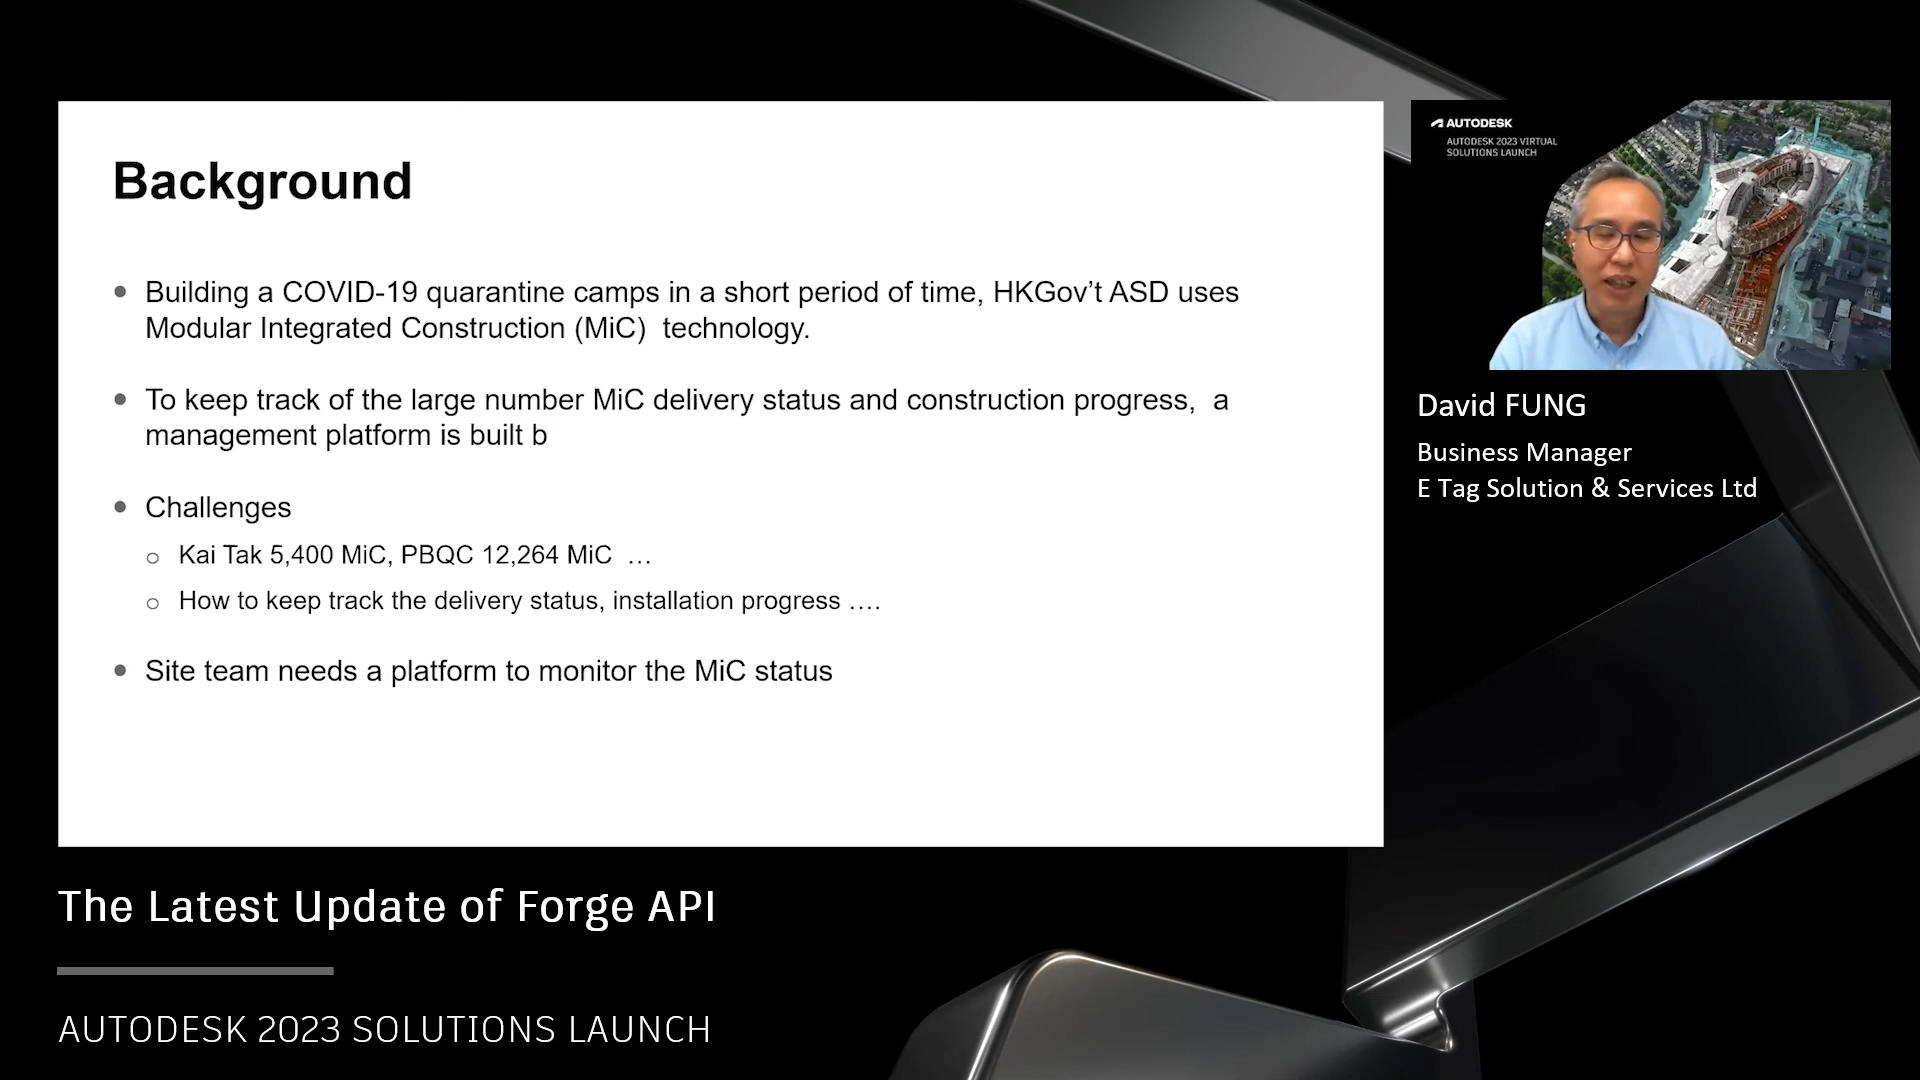 Background
• Building a COVID-19 quarantine camps in a short period of time, HKGov’t ASD uses
Modular Integrated Construction (MiC)  technology.
• To keep track of the large number MiC delivery status and construction progress,  a
management platform is built b
• Challenges
○ Kai Tak 5,400 MiC, PBQC 12,264 MiC  …
○ How to keep track the delivery status, installation progress ….
• Site team needs a platform to monitor the MiC status
AUTODESK
AUTODESK 2023 VIRTUAL
SOLUTIONS LAUNCH
David FUNG
Business Manager
E Tag Solution & Services Ltd
The Latest Update of Forge API
AUTODESK 2023 SOLUTIONS LAUNCH